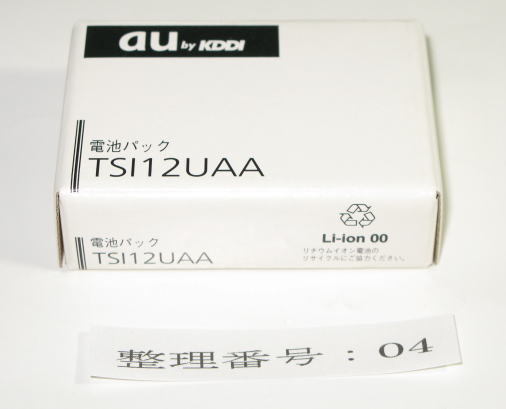 au by KDDI
電池パック
TSI12UAA
電池パック
TSI12UAA
Li-ion 00
リチウムイオン電池の
リサイクルにご協力ください。
整理番号：04